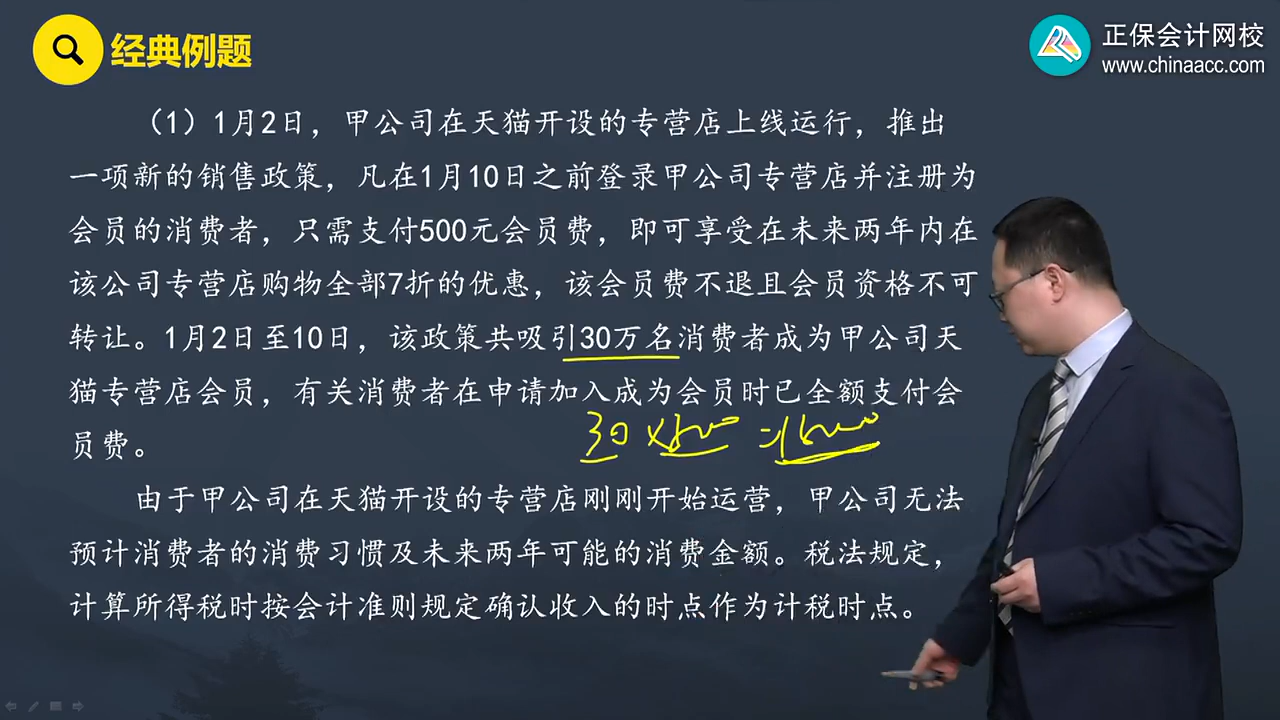 经典例题
正保会计网校
www.chinaacc.com
（1）1月2日，甲公司在天猫开设的专营店上线运行，推出
一项新的销售政策，凡在1月10日之前登录甲公司专营店并注册为
会员的消费者，只需支付500元会员费，即可享受在未来两年内在
该公司专营店购物全部7折的优惠，该会员费不退且会员资格不可
转让。1月2日至10日，该政策共吸引30万名消费者成为甲公司天
猫专营店会员，有关消费者在申请加入成为会员时已全额支付会
员费。
30×500=15000
由于甲公司在天猫开设的专营店刚刚开始运营，甲公司无法
预计消费者的消费习惯及未来两年可能的消费金额。税法规定，
计算所得税时按会计准则规定确认收入的时点作为计税时点。